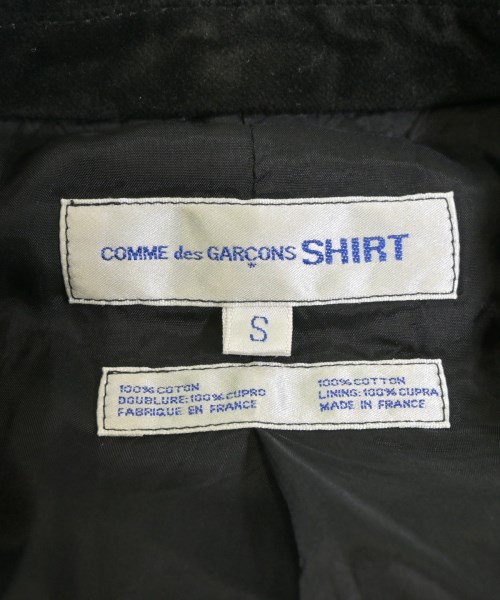 COMME des GARÇONS SHIRT
*
S
100% COTON
DOUBLURE: 100% CUPRO
FABRIQUE EN FRANCE
100% COTTON
LINING: 100% CUPRA
MADE IN FRANCE